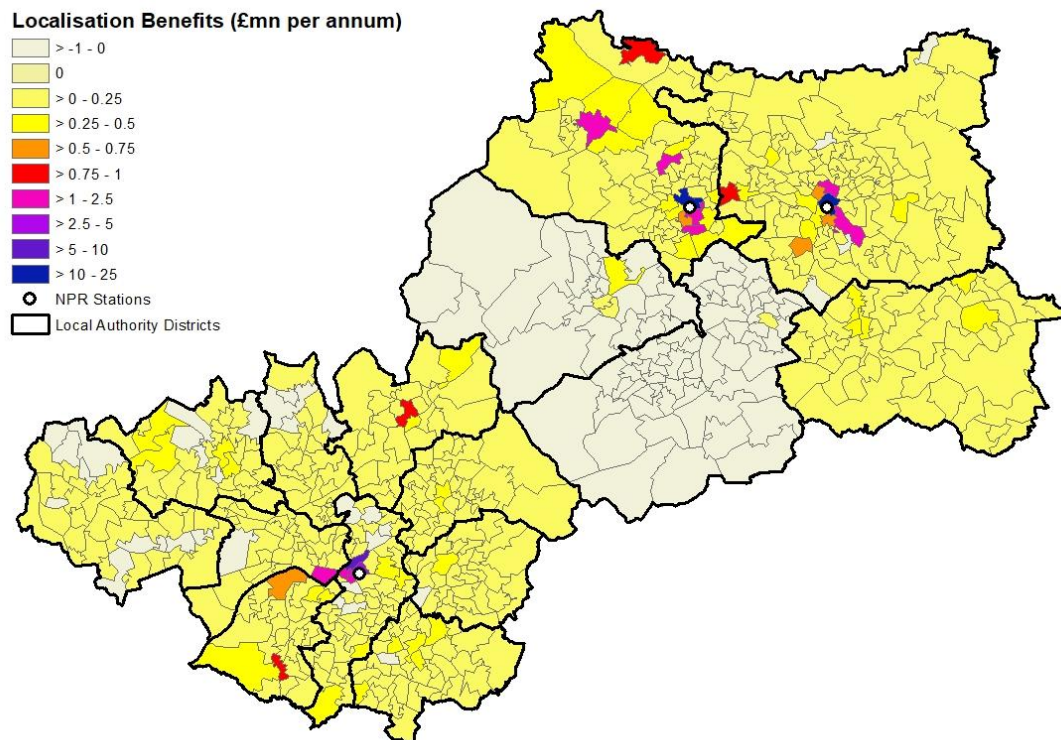 Localisation Benefits (£mn per annum)
> -1 - 0
0
> 0 - 0.25
> 0.25 - 0.5
> 0.5 - 0.75
> 0.75 - 1
> 1 - 2.5
> 2.5 - 5
> 5 - 10
> 10 - 25
NPR Stations
Local Authority Districts